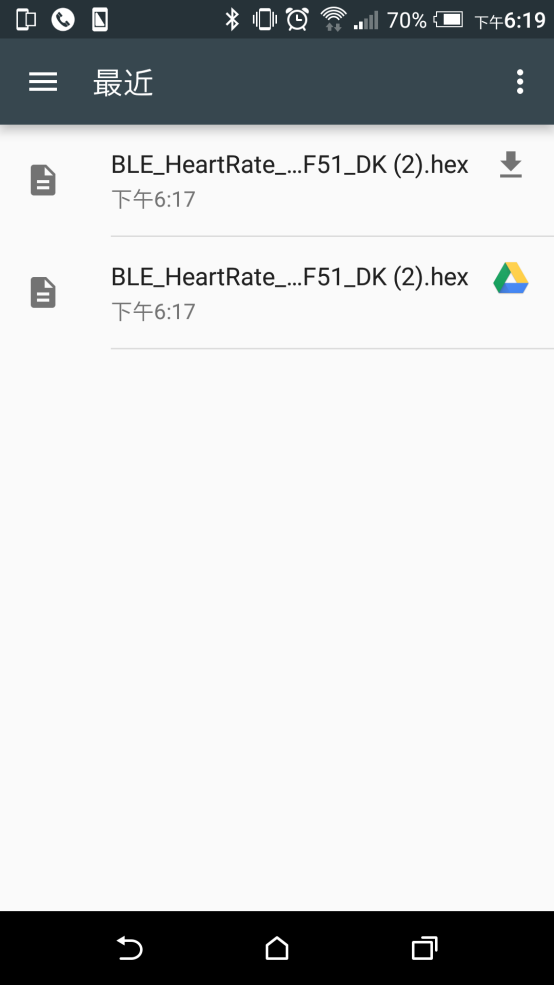 70% 下午6:19
最近
BLE_HeartRate_...F51_DK (2).hex
下午6:17
BLE_HeartRate_...F51_DK (2).hex
下午6:17